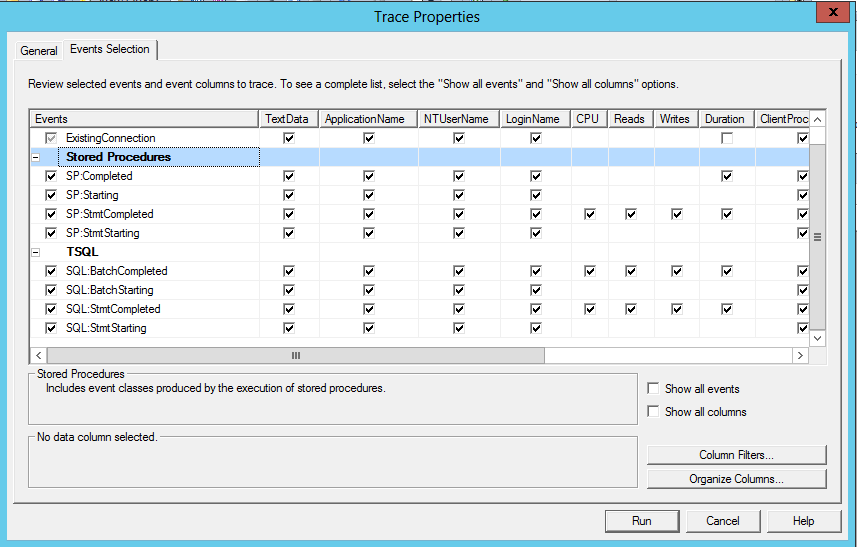 Trace Properties
x
General Events Selection
Review selected events and event columns to trace. To see a complete list, select the "Show all events" and "Show all columns" options.
Events TextData ApplicationName NTUserName LoginName CPU Reads Writes Duration ClientProc
ExistingConnection
Stored Procedures
SP:Completed
SP:Starting
SP:StmtCompleted
SP:StmtStarting
TSQL
SQL:BatchCompleted
SQL:BatchStarting
SQL:StmtCompleted
SQL:StmtStarting
Stored Procedures
Includes event classes produced by the execution of stored procedures.
Show all events
Show all columns
No data column selected.
Column Filters...
Organize Columns...
Run Cancel Help